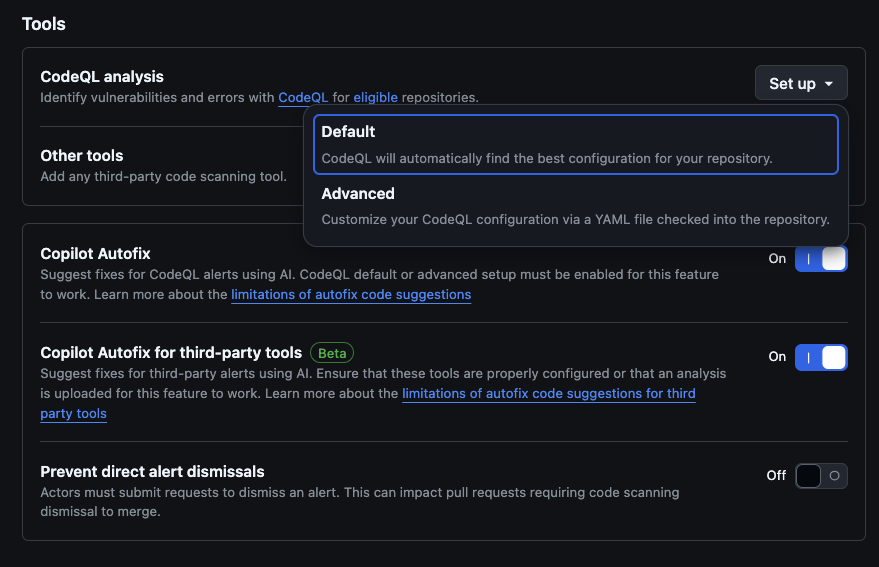 Tools
CodeQL analysis
Identify vulnerabilities and errors with CodeQL for eligible repositories.
Set up
Default
CodeQL will automatically find the best configuration for your repository.
Advanced
Customize your CodeQL configuration via a YAML file checked into the repository.
Other tools
Add any third-party code scanning tool.
Copilot Autofix
Suggest fixes for CodeQL alerts using AI. CodeQL default or advanced setup must be enabled for this feature
to work. Learn more about the limitations of autofix code suggestions
On
Copilot Autofix for third-party tools Beta
Suggest fixes for third-party alerts using AI. Ensure that these tools are properly configured or that an analysis
is uploaded for this feature to work. Learn more about the limitations of autofix code suggestions for third
party tools
On
Prevent direct alert dismissals
Actors must submit requests to dismiss an alert. This can impact pull requests requiring code scanning
dismissal to merge.
Off